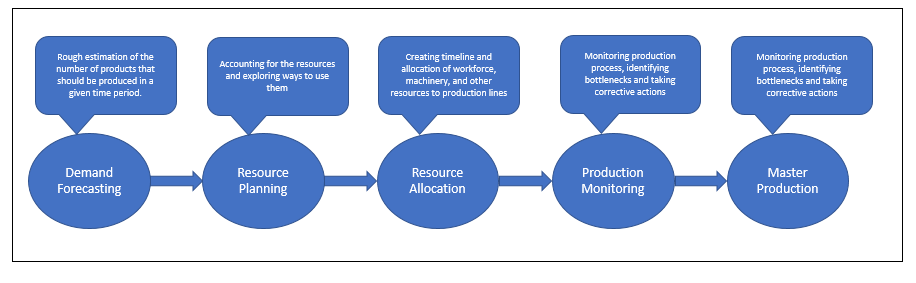 Rough estimation of the
number of products that
should be produced in a
given time period.
Accounting for the resources
and exploring ways to use
them
Creating timeline and
allocation of workforce,
machinery, and other
resources to production lines
Monitoring production
process, identifying
bottlenecks and taking
corrective actions
Monitoring production
process, identifying
bottlenecks and taking
corrective actions
Demand
Forecasting
Resource
Planning
Resource
Allocation
Production
Monitoring
Master
Production